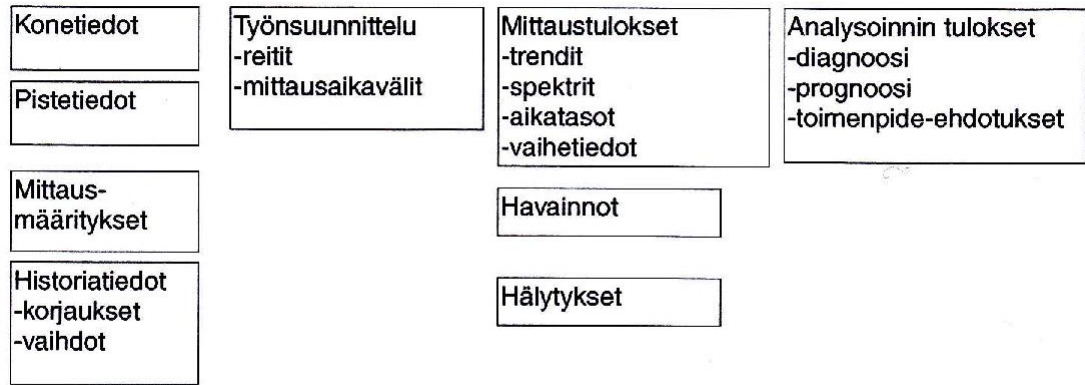 Konetiedot
Pistetiedot
Mittaus-
määritykset
Historiatiedot
-korjaukset
-vaihdot
Työnsuunnittelu
-reitit
-mittausaikavälit
Mittaustulokset
-trendit
-spektrit
-aikatasot
-vaihetiedot
Havainnot
Hälytykset
Analysoinnin tulokset
-diagnoosi
-prognoosi
-toimenpide-ehdotukset